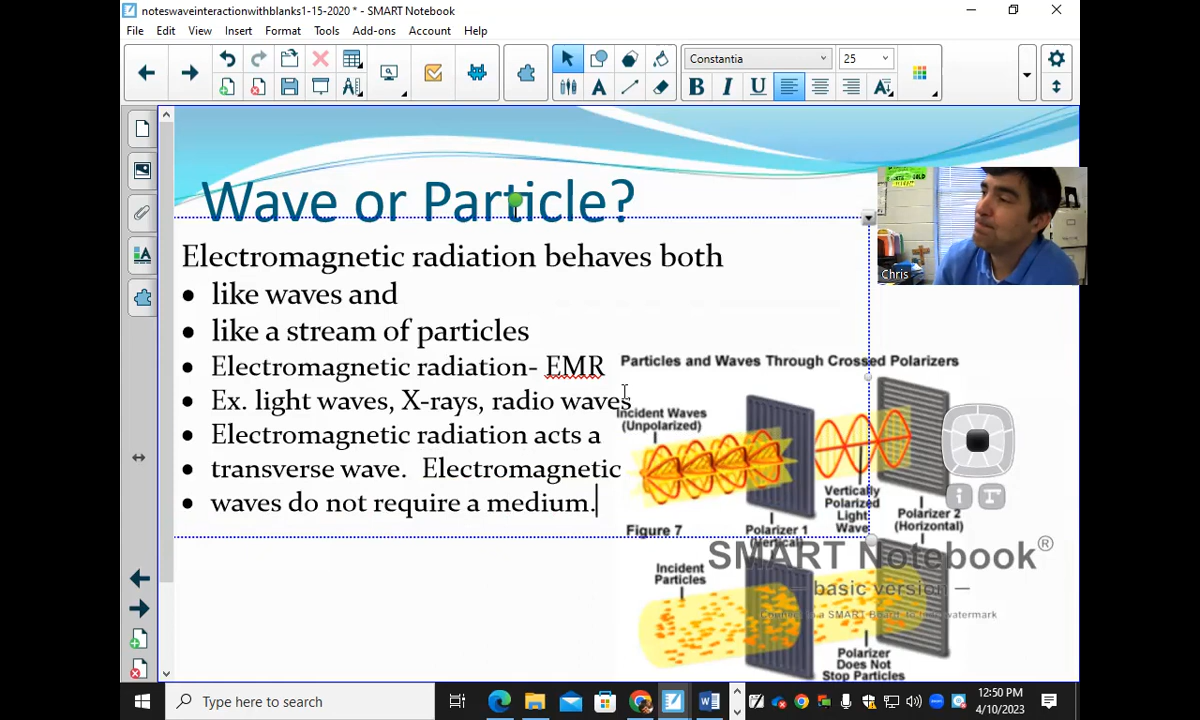 noteswaveinteractionwithblanks1-15-2020 * - SMART Notebook
File Edit View Insert Format Tools Add-ons Account Help
Constantia 25
B I U
Wave or Particle?
Chris
Electromagnetic radiation behaves both
• like waves and
• like a stream of particles
• Electromagnetic radiation- EMR
• Ex. light waves, X-rays, radio waves
• Electromagnetic radiation acts a
• transverse wave. Electromagnetic
• waves do not require a medium.
Particles and Waves Through Crossed Polarizers
Incident Waves
(Unpolarized)
Vertically
Polarized
Light
Wave
Polarizer 2
(Horizontal)
Figure 7
Polarizer 1
(Vertical)
SMART Notebook®
— basic version —
Incident
Particles
Polarizer
Does Not
Stop Particles
Type here to search
12:50 PM
4/10/2023